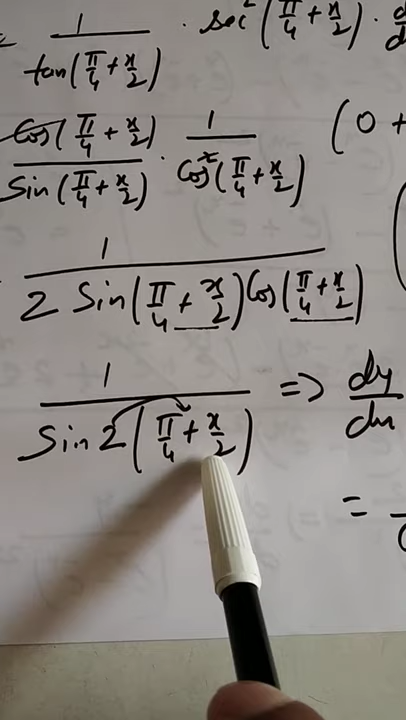 = 1/tan(π/4 + x/2) · sec²(π/4 + x/2) · d/d
Cos(π/4 + x/2)/Sin(π/4 + x/2) · 1/Cos²(π/4 + x/2) (0 +
1/2 Sin(π/4 + x/2) Cos(π/4 + x/2) (
1/Sin 2(π/4 + x/2) => dy/dx
=